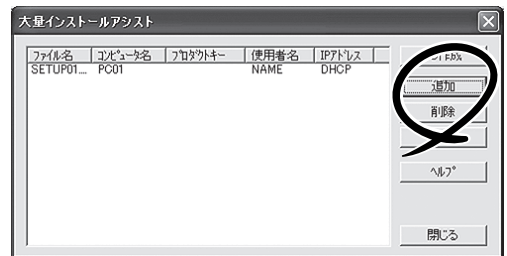 大量インストールアシスト
ファイル名 コンピュータ名 プロダクトキー 使用者名 IPアドレス
SETUP01... PC01 NAME DHCP
追加
削除
ヘルプ
閉じる